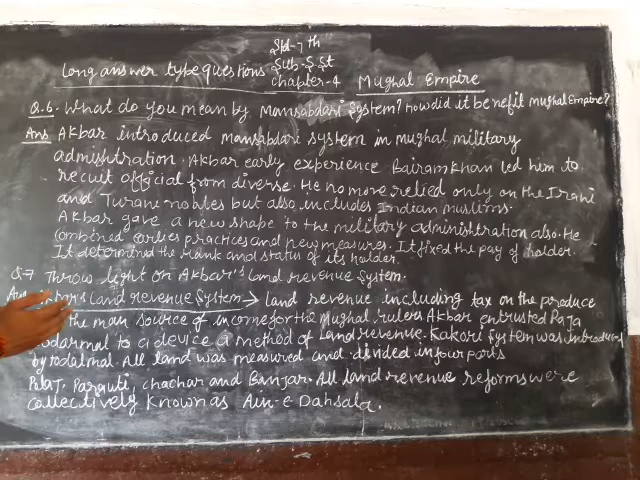 Std-7th
Sub-S.St
Long answer type questions Chapter-4 Mughal Empire
Q.6. What do you mean by Mansabdari System? How did it benefit Mughal Empire?
Ans Akbar introduced mansabdari system in mughal military
admishtration. Akbar early experience Bairam Khan led him to
recuit official from diverse. He no more relied only on the Irani
and Turani nobles but also includes Indian muslims.
Akbar gave a new shape to the military administration also. He
combined earlies practices and new measures. It fixed the pay of holder.
It determined the Rank and status of its holder.
Q.7 Throw light on Akbar's land revenue System.
Land Revenue System → land revenue including tax on the produce
the main source of income for the Mughal rulers Akbar entrusted Raja
to a device a method of Land revenue. Kakori System was introduced
by Todalmal. All land was measured and divided in four parts
Polaj. Parauti, chachar and Banjar. All land revenue reforms were
collectively known as Ain-e Dahsala.